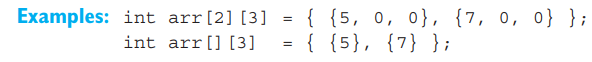 Examples: int arr[2][3] = { {5, 0, 0}, {7, 0, 0} };
int arr[][3] = { {5}, {7} };